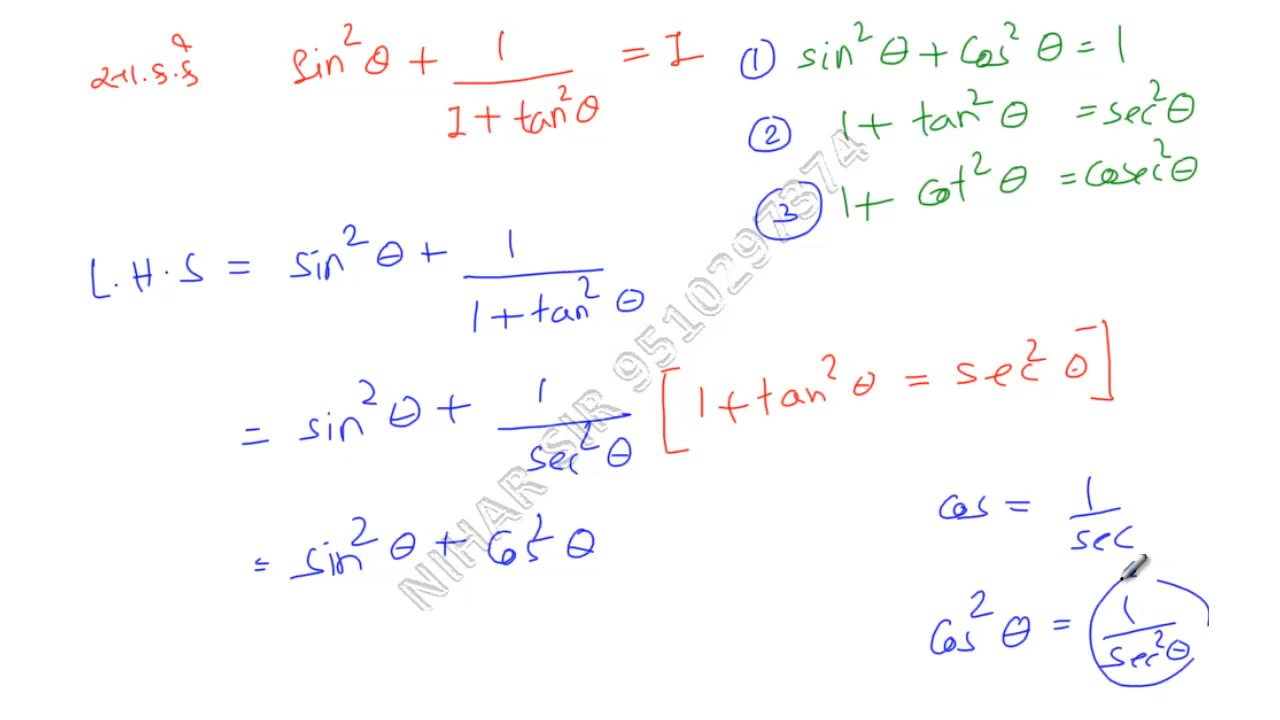 સા.દ.ક sin²θ + 1/(1 + tan²θ) = 1
① sin²θ + cos²θ = 1
② 1 + tan²θ = sec²θ
③ 1 + cot²θ = cosec²θ
L.H.S = sin²θ + 1/(1 + tan²θ)
= sin²θ + 1/sec²θ [1 + tan²θ = sec²θ]
= sin²θ + cos²θ
cos = 1/sec
cos²θ = 1/sec²θ
NIHAR SIR 9510297374